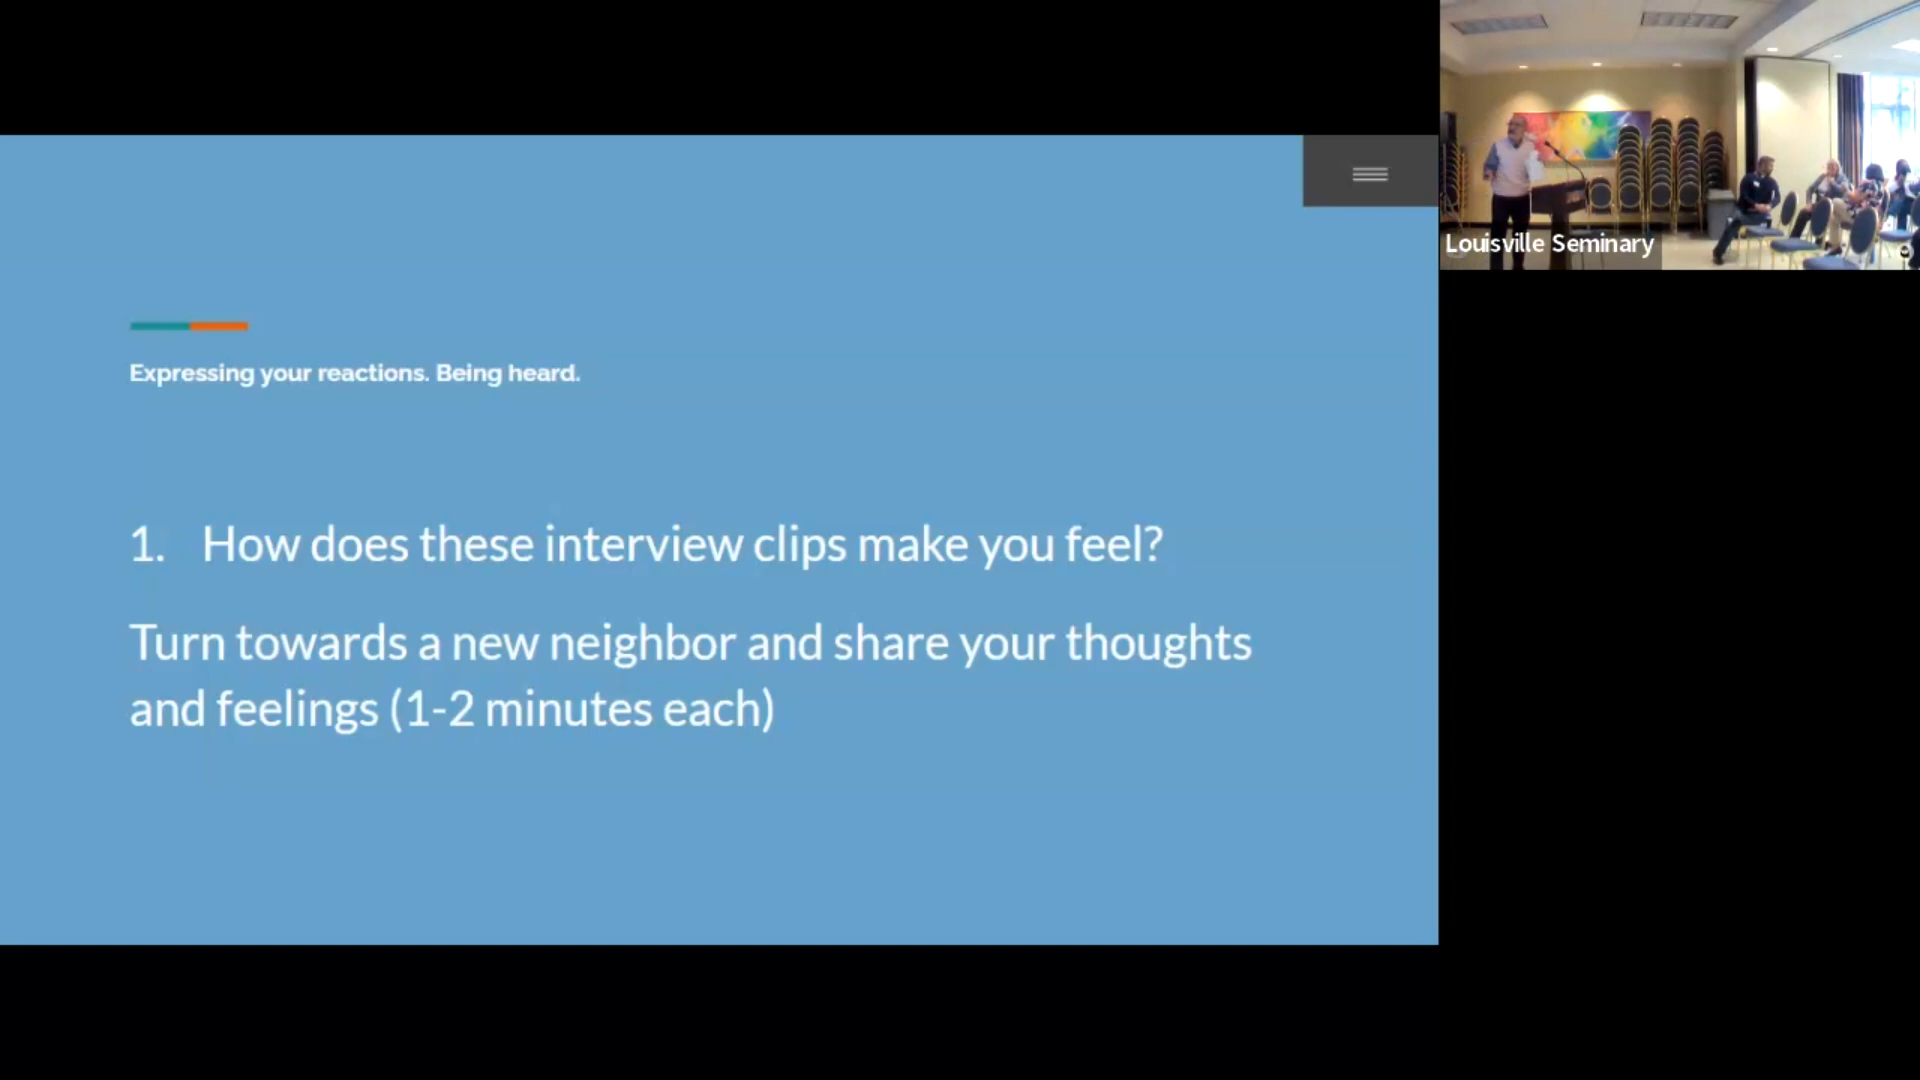 Louisville Seminary
Expressing your reactions. Being heard.
1. How does these interview clips make you feel?
Turn towards a new neighbor and share your thoughts
and feelings (1-2 minutes each)